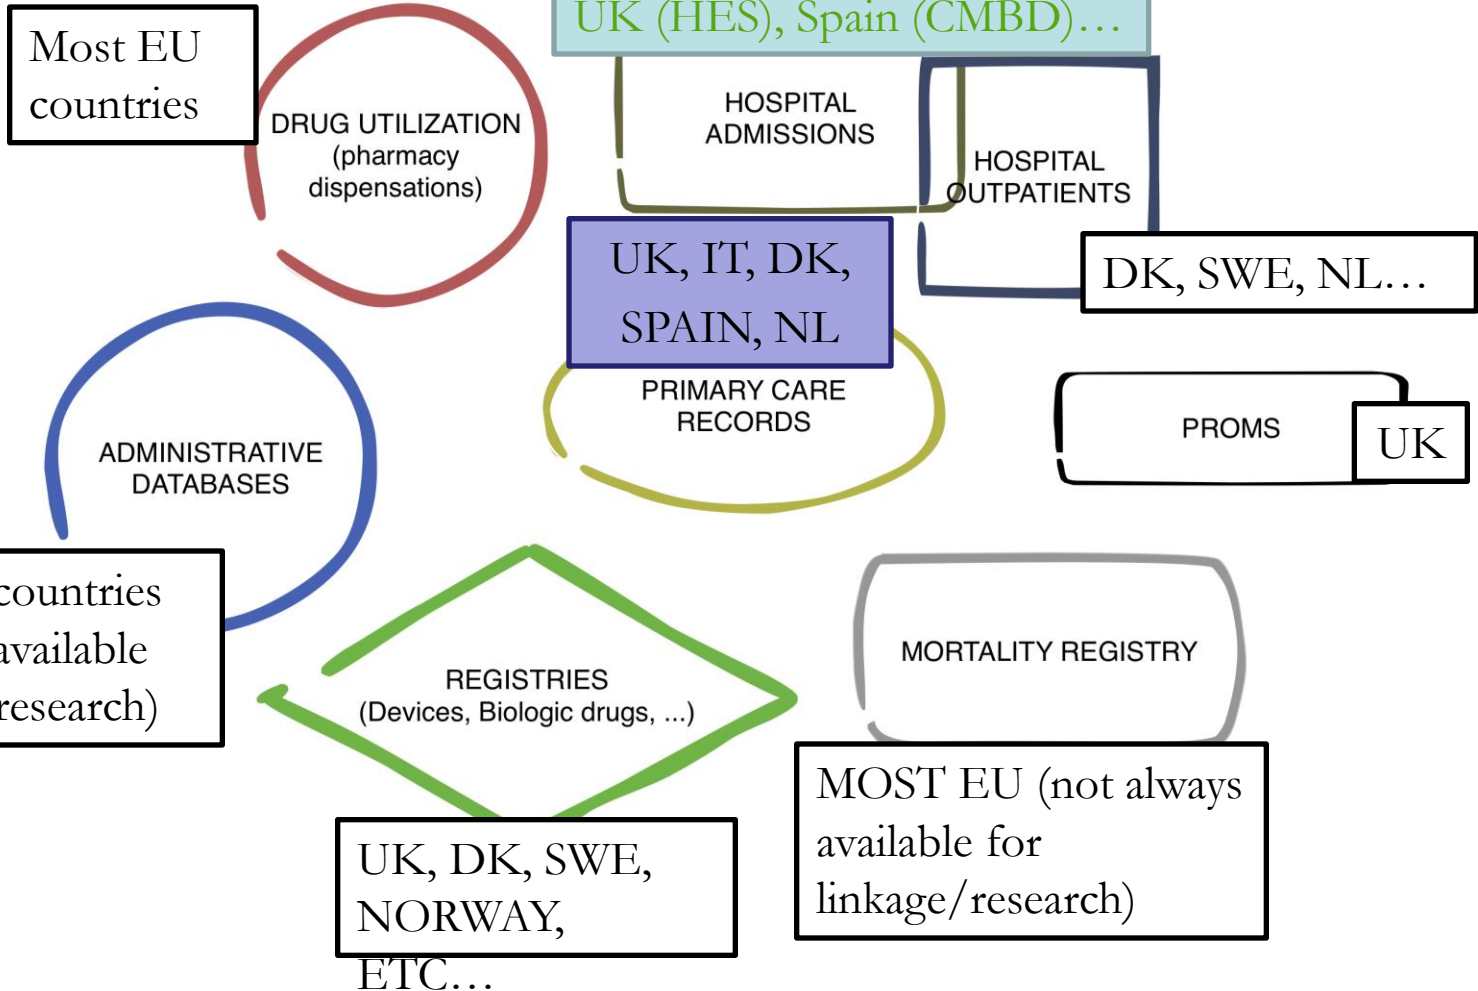 UK (HES), Spain (CMBD)…
Most EU
countries
DRUG UTILIZATION
(pharmacy
dispensations)
HOSPITAL
ADMISSIONS
HOSPITAL
OUTPATIENTS
UK, IT, DK,
SPAIN, NL
DK, SWE, NL…
PRIMARY CARE
RECORDS
PROMS
UK
ADMINISTRATIVE
DATABASES
countries
available
research)
REGISTRIES
(Devices, Biologic drugs, ...)
MORTALITY REGISTRY
MOST EU (not always
available for
linkage/research)
UK, DK, SWE,
NORWAY,
ETC…